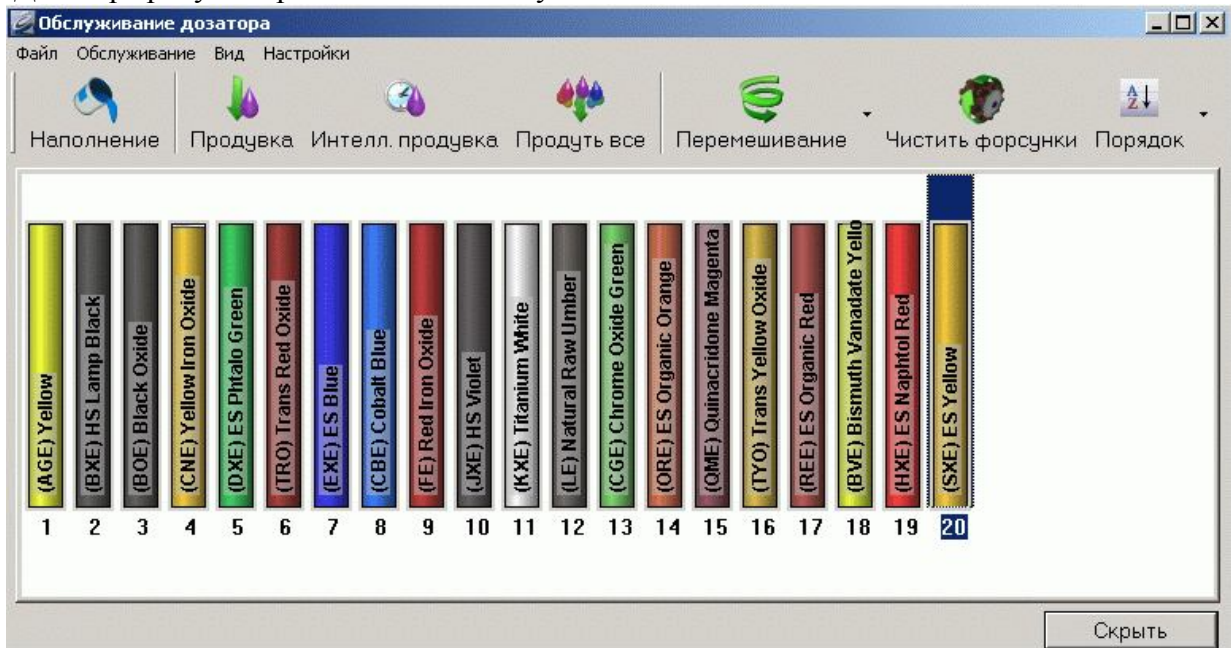 Обслуживание дозатора
Файл Обслуживание Вид Настройки
Наполнение Продувка Интелл. продувка Продуть все Перемешивание Чистить форсунки Порядок
(AGE) Yellow
(BXE) HS Lamp Black
(BOE) Black Oxide
(CNE) Yellow Iron Oxide
(DXE) ES Phtalo Green
(TRO) Trans Red Oxide
(EXE) ES Blue
(CBE) Cobalt Blue
(FE) Red Iron Oxide
(JXE) HS Violet
(KXE) Titanium White
(LE) Natural Raw Umber
(CGE) Chrome Oxide Green
(ORE) ES Organic Orange
(QME) Quinacridone Magenta
(TYO) Trans Yellow Oxide
(REE) ES Organic Red
(BVE) Bismuth Vanadate Yello
(HXE) ES Naphtol Red
(SXE) ES Yellow
1 2 3 4 5 6 7 8 9 10 11 12 13 14 15 16 17 18 19 20
Скрыть